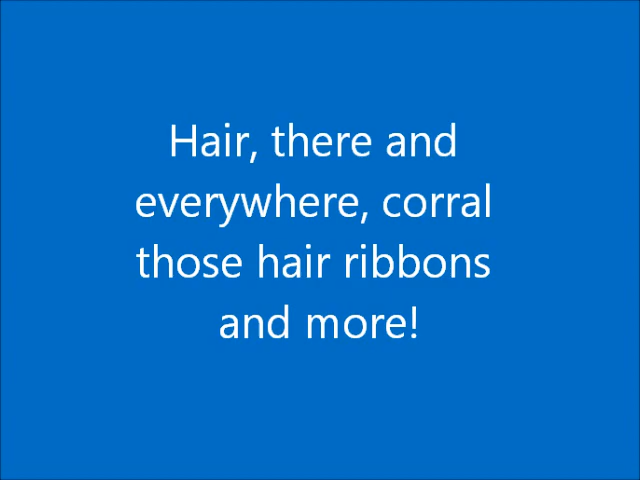 Hair, there and
everywhere, corral
those hair ribbons
and more!